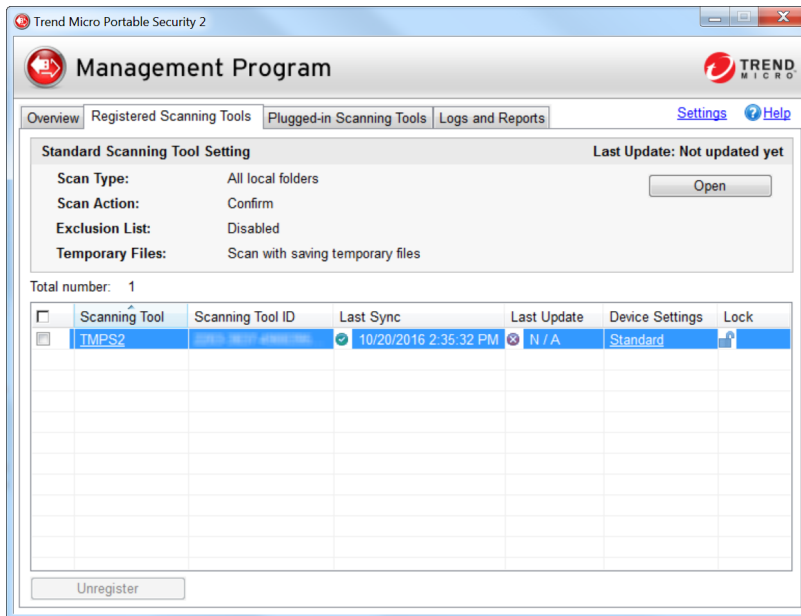 Trend Micro Portable Security 2
Management Program
TREND
MICRO
Overview
Registered Scanning Tools
Plugged-in Scanning Tools
Logs and Reports
Settings
Help
Standard Scanning Tool Setting
Last Update: Not updated yet
Scan Type: All local folders
Open
Scan Action: Confirm
Exclusion List: Disabled
Temporary Files: Scan with saving temporary files
Total number: 1
Scanning Tool Scanning Tool ID Last Sync Last Update Device Settings Lock
TMPS2 10/20/2016 2:35:32 PM N / A Standard
Unregister